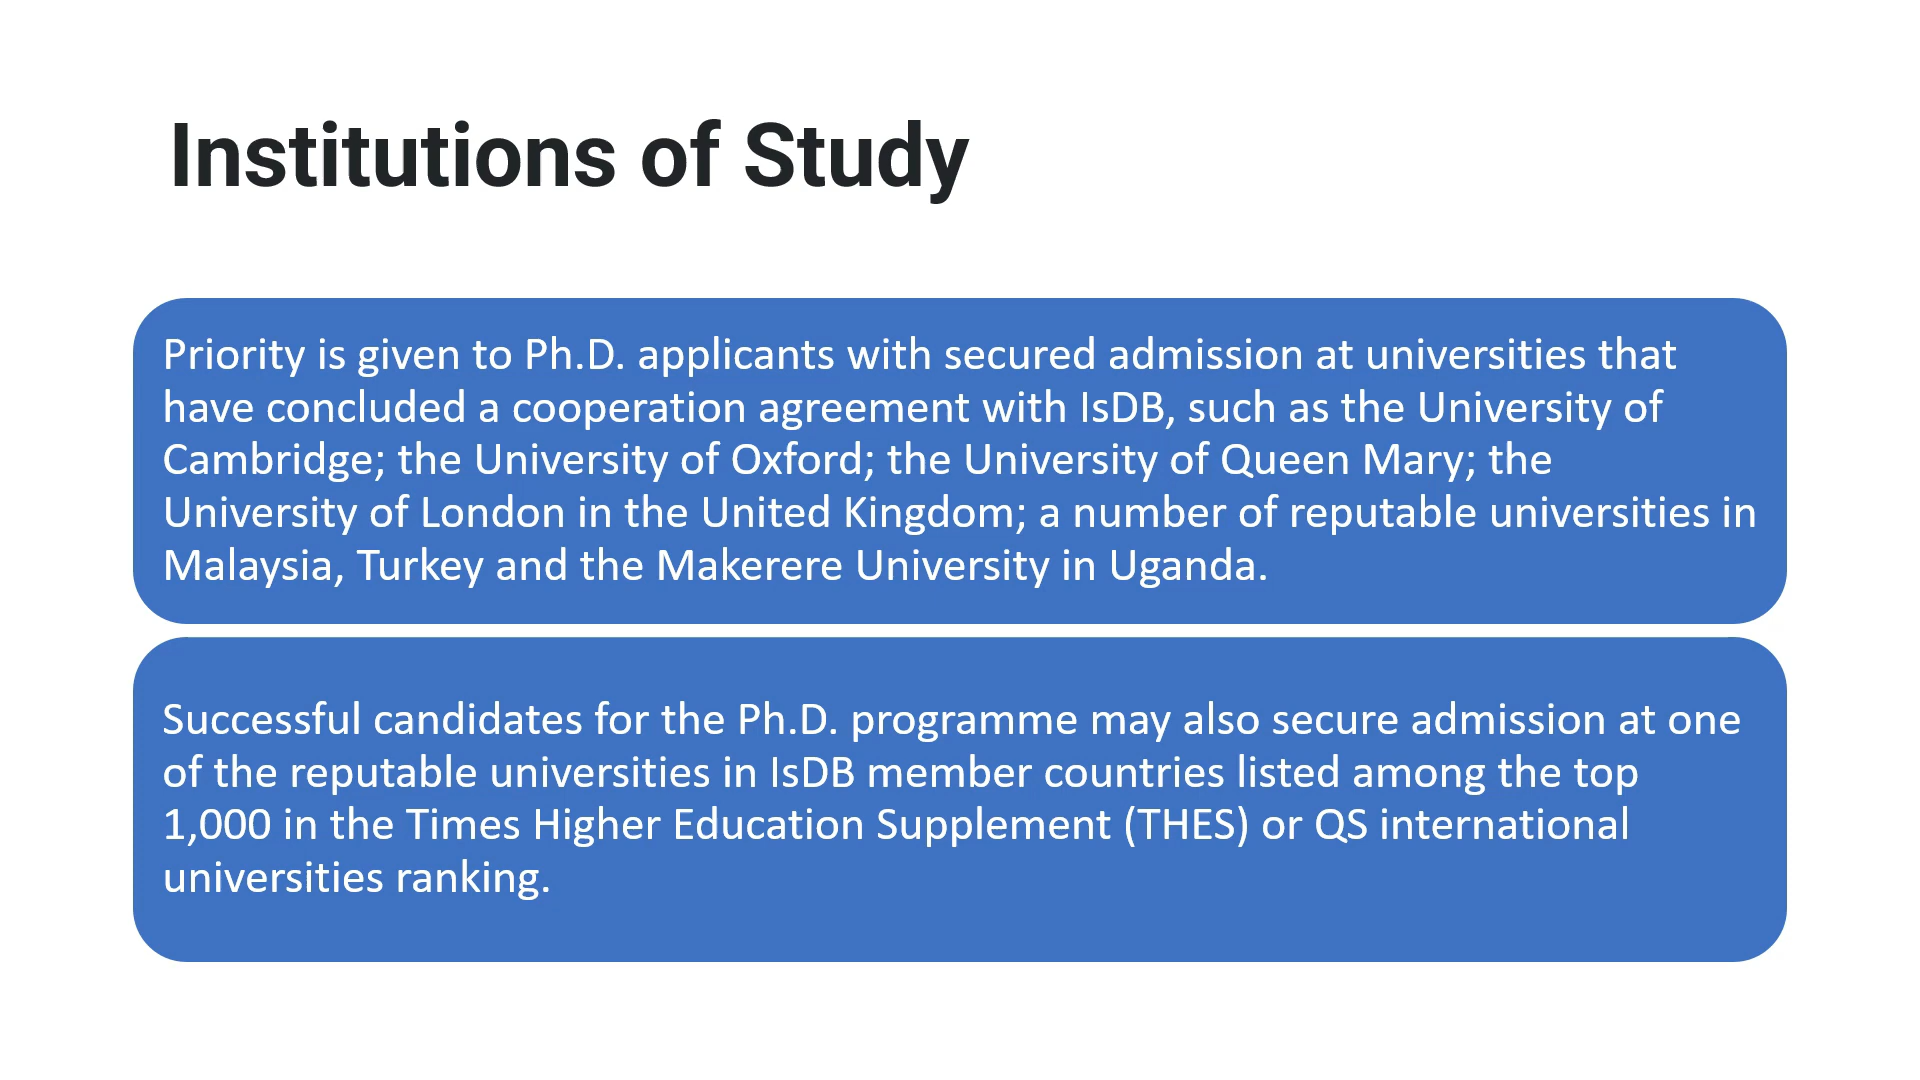 Institutions of Study
Priority is given to Ph.D. applicants with secured admission at universities that
have concluded a cooperation agreement with IsDB, such as the University of
Cambridge; the University of Oxford; the University of Queen Mary; the
University of London in the United Kingdom; a number of reputable universities in
Malaysia, Turkey and the Makerere University in Uganda.
Successful candidates for the Ph.D. programme may also secure admission at one
of the reputable universities in IsDB member countries listed among the top
1,000 in the Times Higher Education Supplement (THES) or QS international
universities ranking.